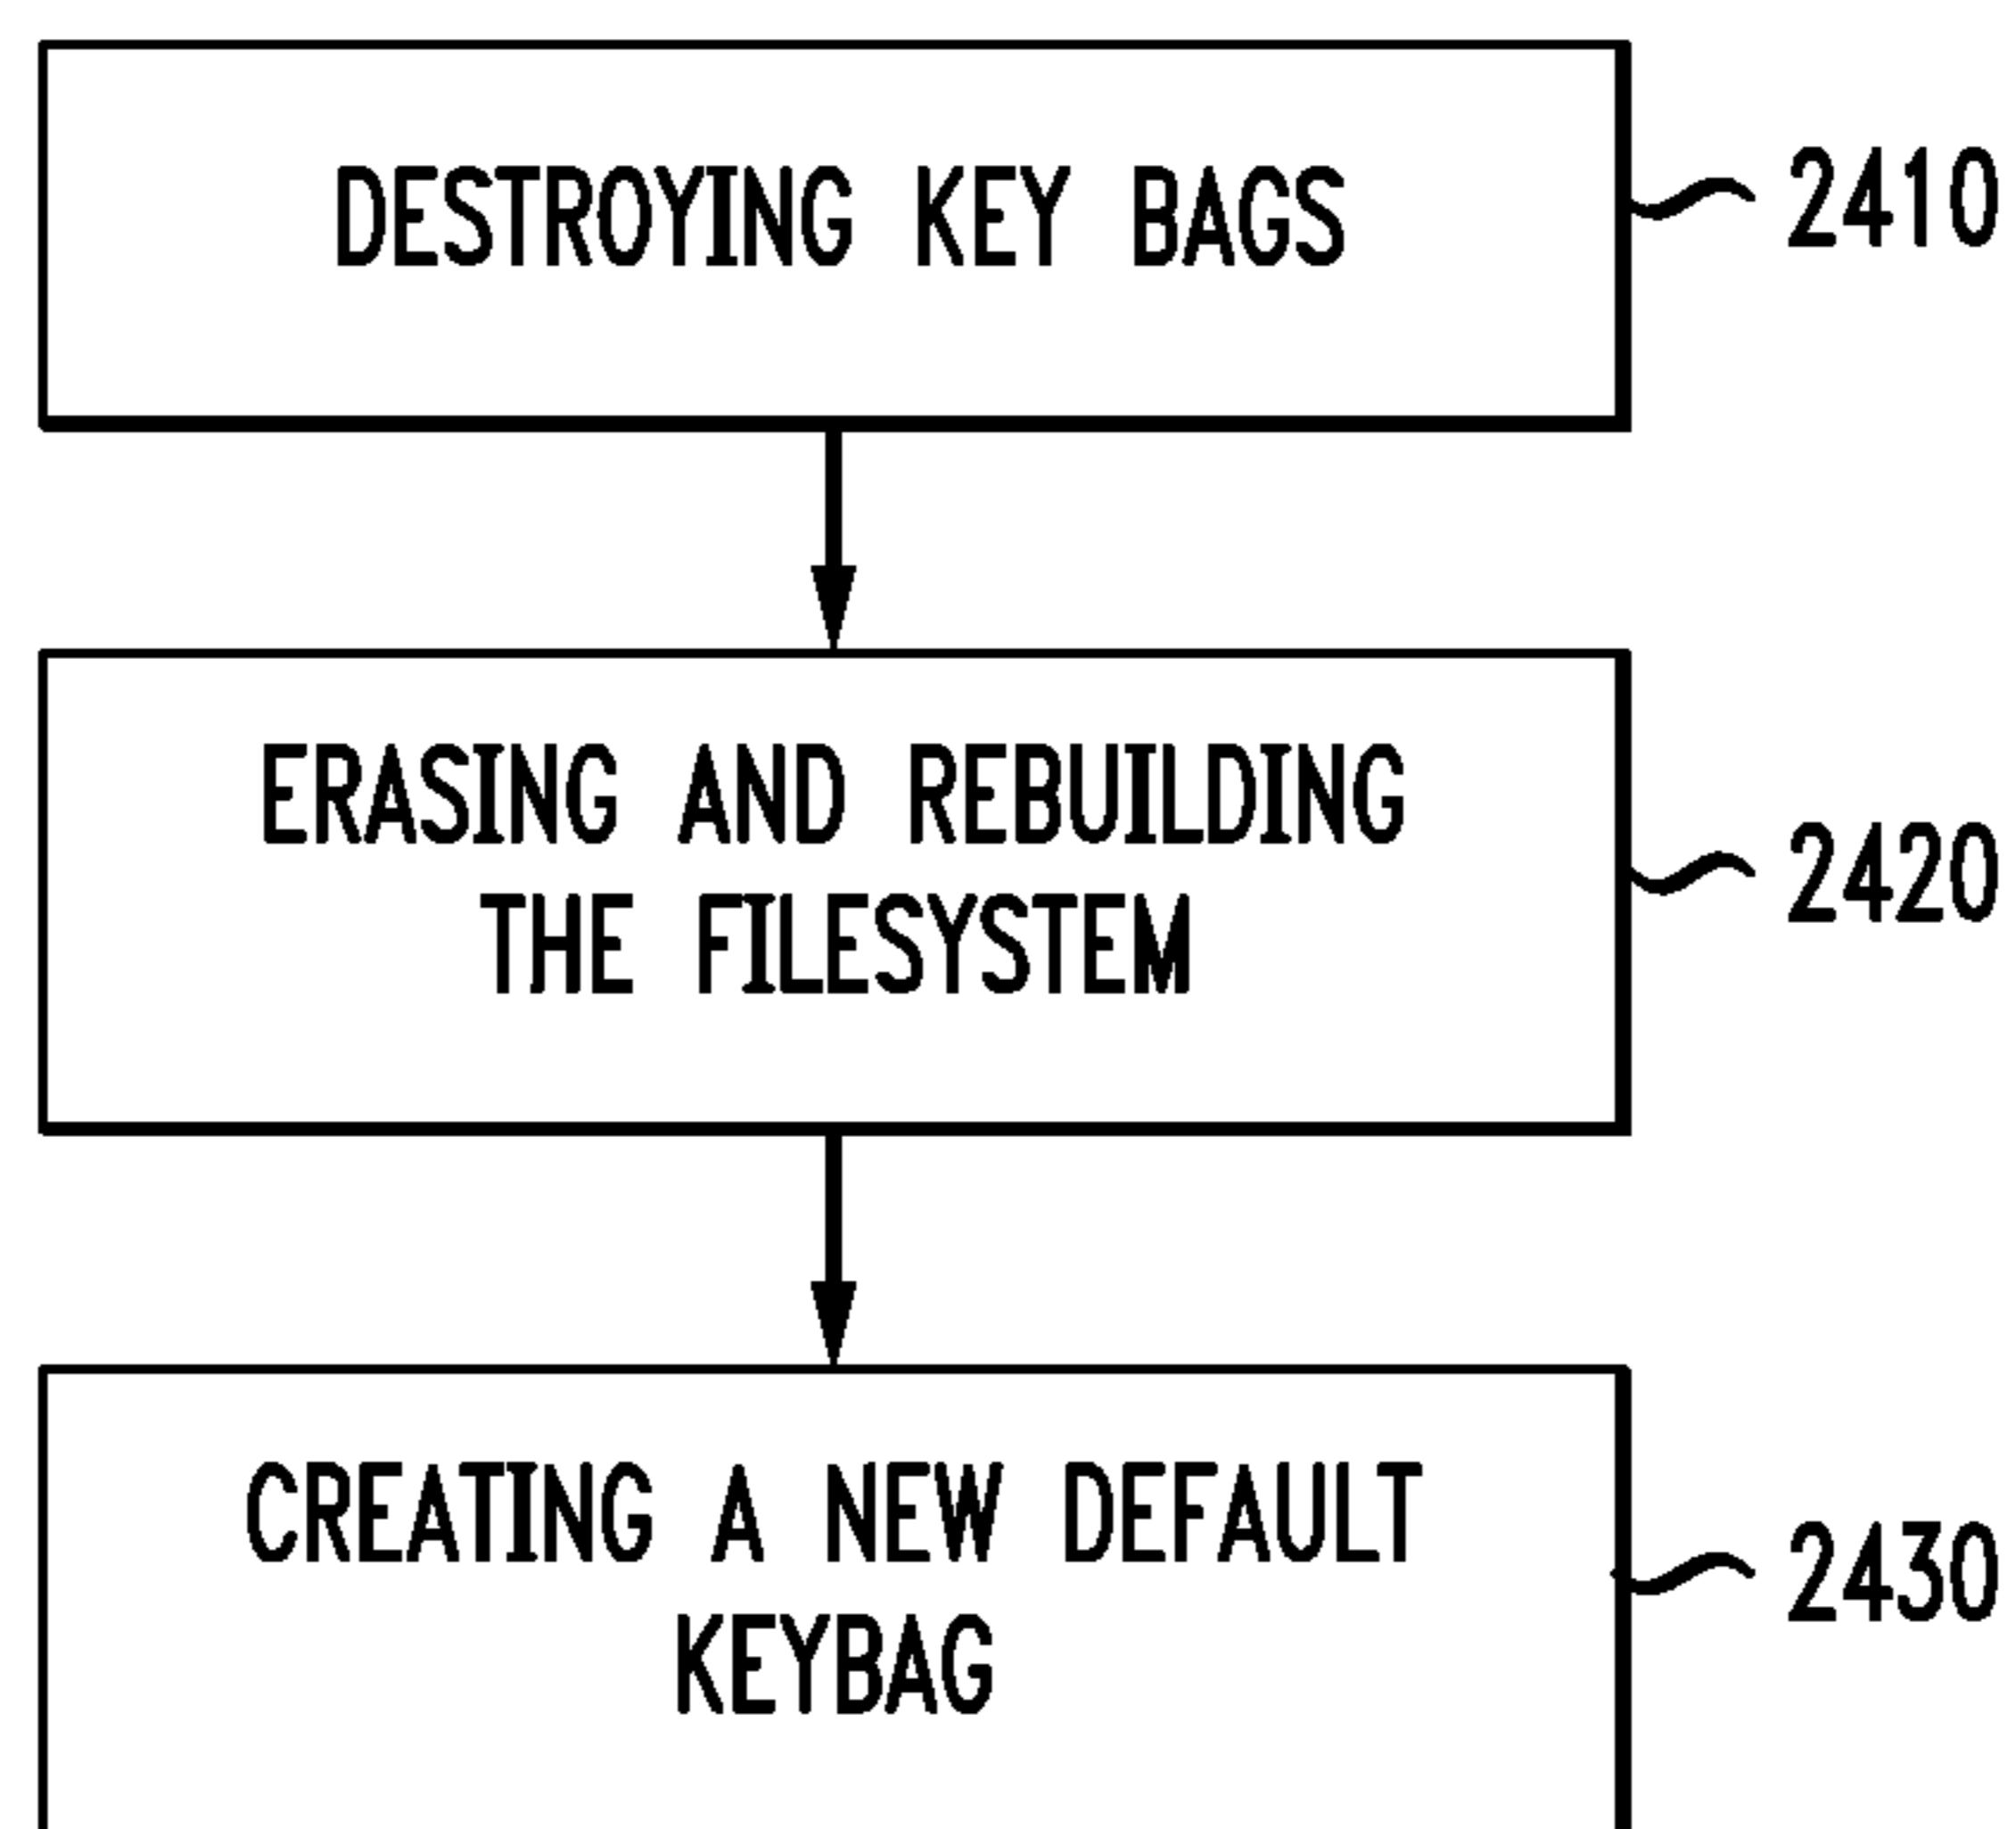 DESTROYING KEY BAGS
2410
ERASING AND REBUILDING
THE FILESYSTEM
2420
CREATING A NEW DEFAULT
KEYBAG
2430